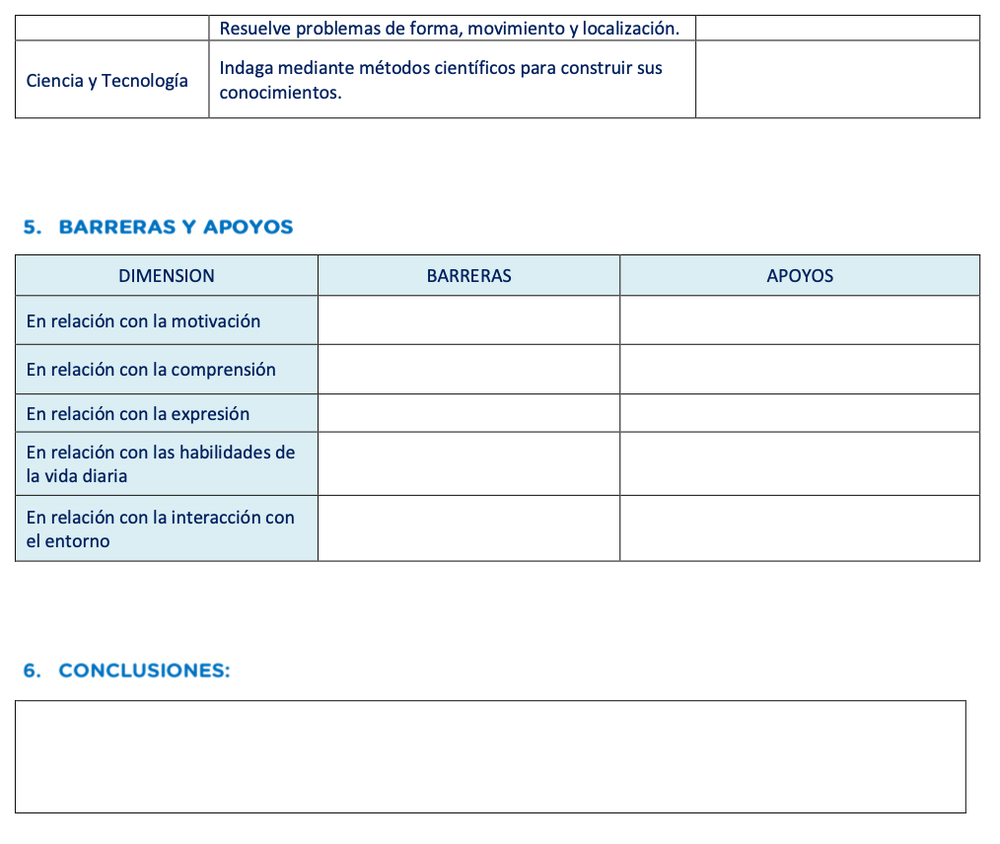 Resuelve problemas de forma, movimiento y localización.
Ciencia y Tecnología
Indaga mediante métodos científicos para construir sus
conocimientos.
5. BARRERAS Y APOYOS
DIMENSION
BARRERAS
APOYOS
En relación con la motivación
En relación con la comprensión
En relación con la expresión
En relación con las habilidades de
la vida diaria
En relación con la interacción con
el entorno
6. CONCLUSIONES: